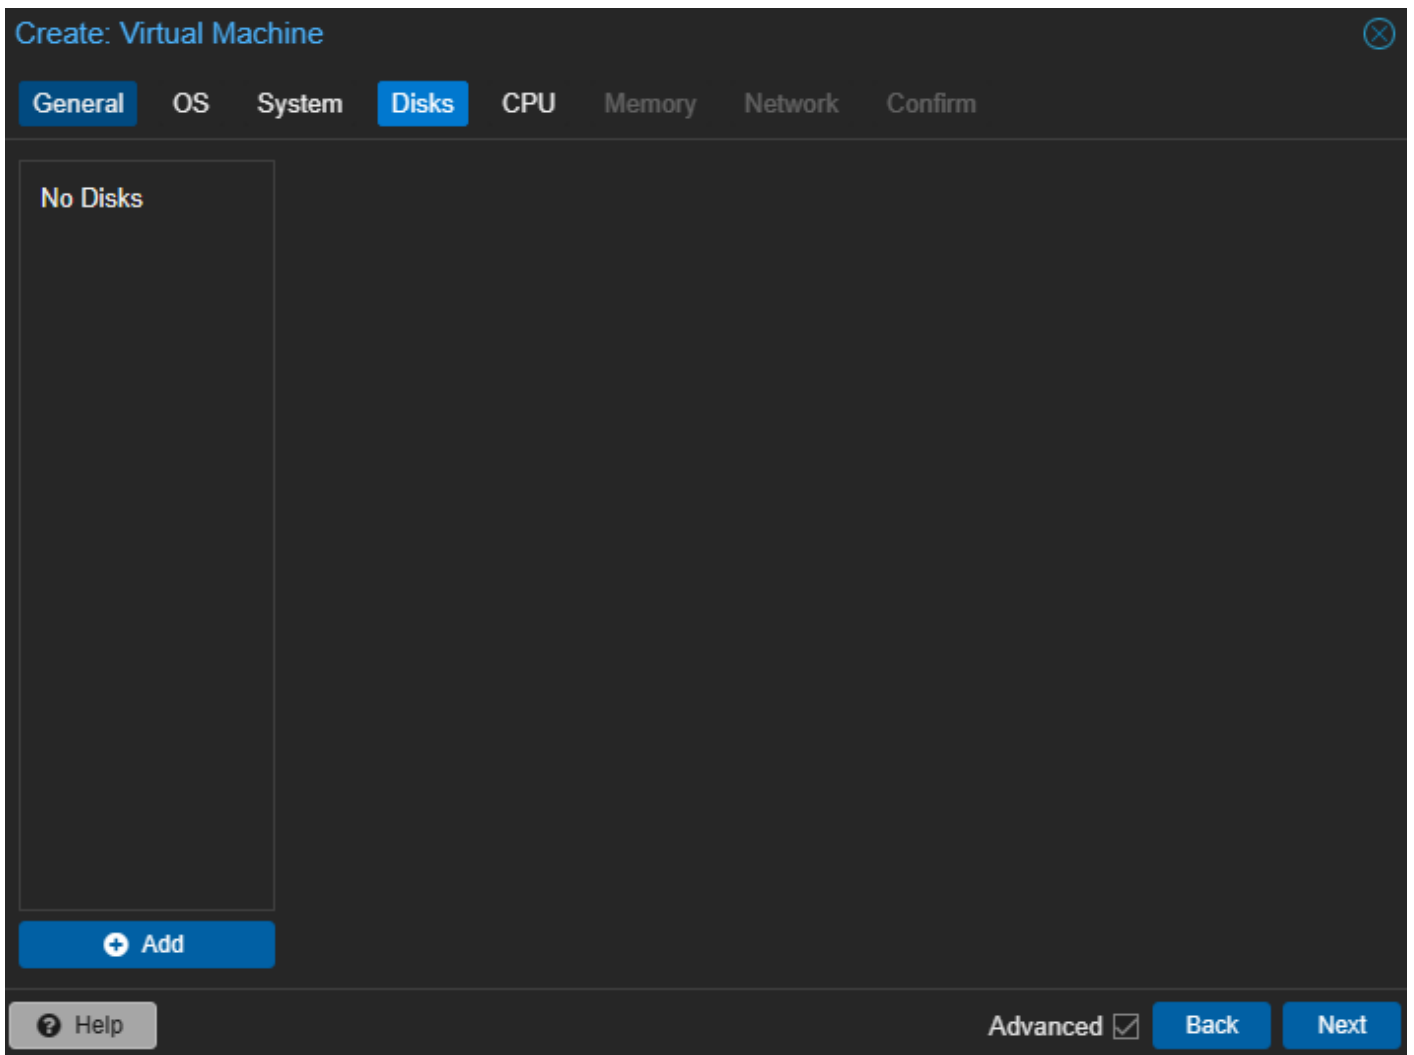 Create: Virtual Machine
General OS System Disks CPU Memory Network Confirm
No Disks
Add
Help Advanced Back Next